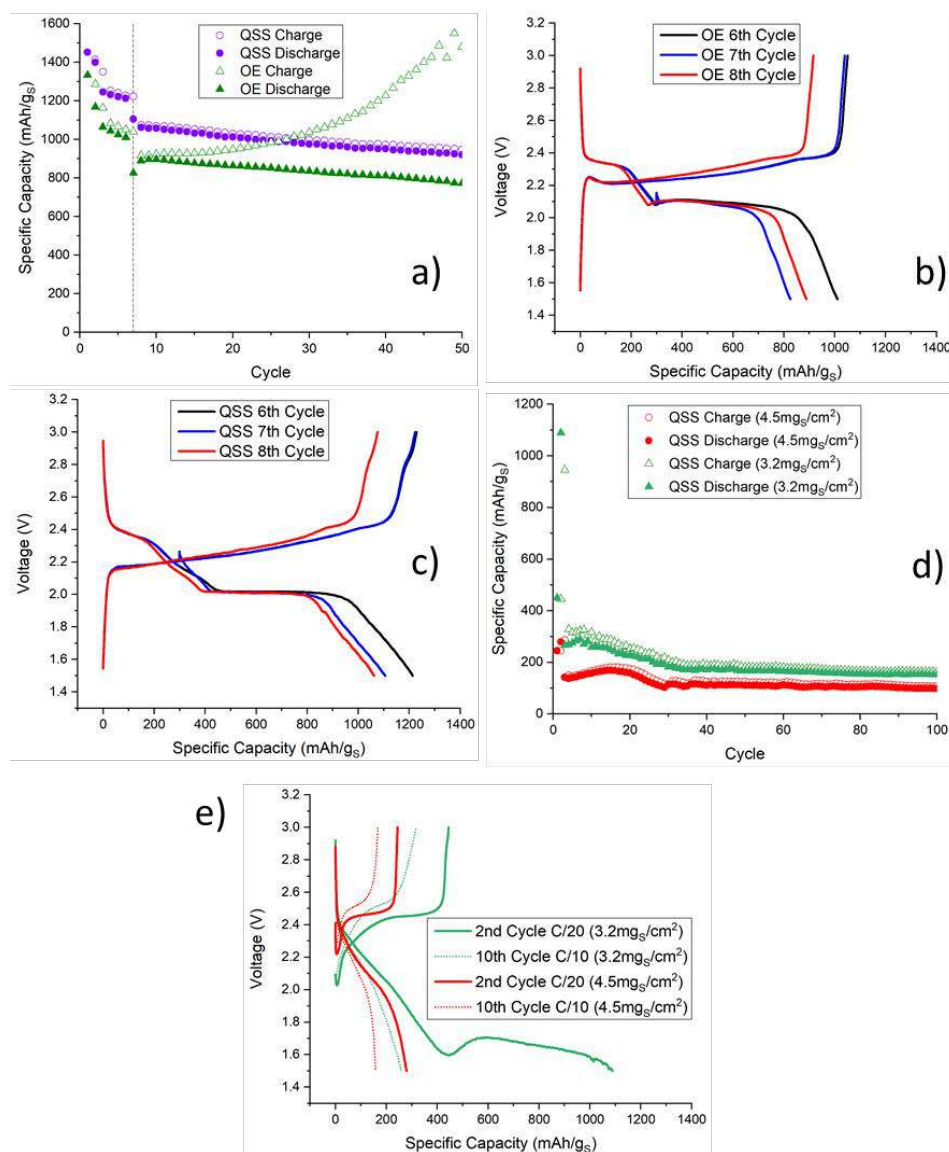 1600
1400
1200
1000
800
600
400
200
0
Specific Capacity (mAh/gS)
QSS Charge
QSS Discharge
OE Charge
OE Discharge
a)
0 10 20 30 40 50
Cycle
3.2
3.0
2.8
2.6
2.4
2.2
2.0
1.8
1.6
1.4
Voltage (V)
OE 6th Cycle
OE 7th Cycle
OE 8th Cycle
b)
0 200 400 600 800 1000 1200 1400
Specific Capacity (mAh/gS)
3.2
3.0
2.8
2.6
2.4
2.2
2.0
1.8
1.6
1.4
Voltage (V)
QSS 6th Cycle
QSS 7th Cycle
QSS 8th Cycle
c)
0 200 400 600 800 1000 1200 1400
Specific Capacity (mAh/gS)
1200
1000
800
600
400
200
0
Specific Capacity (mAh/gS)
QSS Charge (4.5mgS/cm²)
QSS Discharge (4.5mgS/cm²)
QSS Charge (3.2mgS/cm²)
QSS Discharge (3.2mgS/cm²)
d)
0 20 40 60 80 100
Cycle
e)
3.2
3.0
2.8
2.6
2.4
2.2
2.0
1.8
1.6
1.4
Voltage (V)
2nd Cycle C/20 (3.2mgS/cm²)
10th Cycle C/10 (3.2mgS/cm²)
2nd Cycle C/20 (4.5mgS/cm²)
10th Cycle C/10 (4.5mgS/cm²)
0 200 400 600 800 1000 1200 1400
Specific Capacity (mAh/gS)